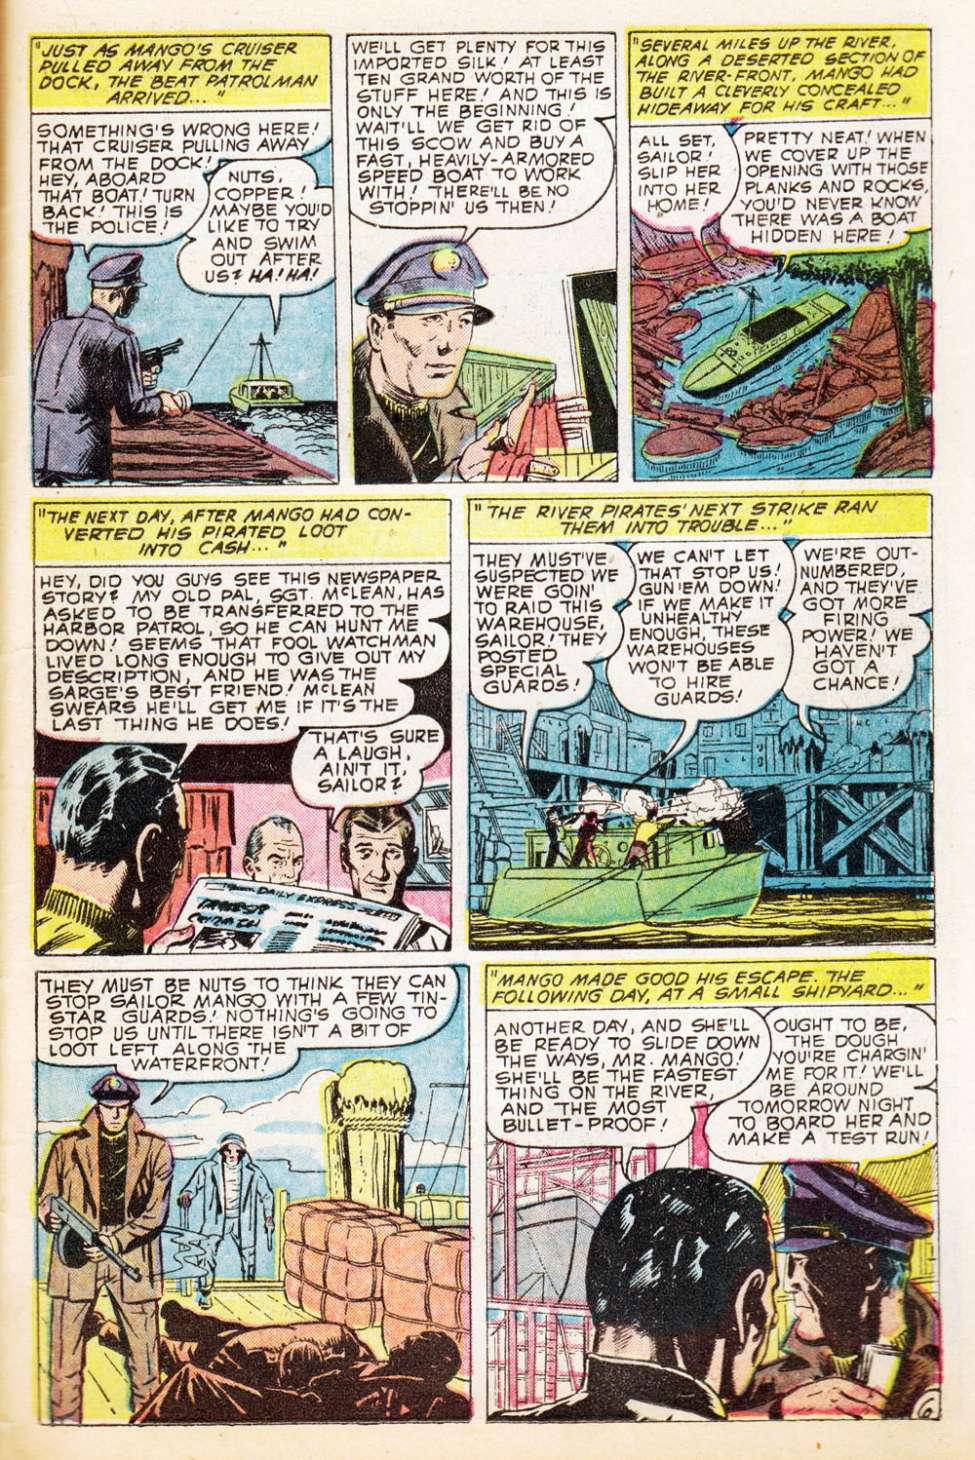 "JUST AS MANGO'S CRUISER
PULLED AWAY FROM THE
DOCK, THE BEAT PATROLMAN
ARRIVED..."
SOMETHING'S WRONG HERE!
THAT CRUISER PULLING AWAY
FROM THE DOCK!
HEY, ABOARD
THAT BOAT! TURN
BACK! THIS IS
THE POLICE!
NUTS,
COPPER!
MAYBE YOU'D
LIKE TO TRY
AND SWIM
OUT AFTER
US? HA! HA!
WE'LL GET PLENTY FOR THIS
IMPORTED SILK! AT LEAST
TEN GRAND WORTH OF THE
STUFF HERE! AND THIS IS
ONLY THE BEGINNING!
WAIT'LL WE GET RID OF
THIS SCOW AND BUY A
FAST, HEAVILY-ARMORED
SPEED BOAT TO WORK
WITH! THERE'LL BE NO
STOPPIN' US THEN!
"SEVERAL MILES UP THE RIVER,
ALONG A DESERTED SECTION OF
THE RIVER-FRONT, MANGO HAD
BUILT A CLEVERLY CONCEALED
HIDEAWAY FOR HIS CRAFT..."
ALL SET,
SAILOR!
SLIP HER
INTO HER
HOME!
PRETTY NEAT! WHEN
WE COVER UP THE
OPENING WITH THOSE
PLANKS AND ROCKS,
YOU'D NEVER KNOW
THERE WAS A BOAT
HIDDEN HERE!
"THE NEXT DAY, AFTER MANGO HAD CON-
VERTED HIS PIRATED LOOT
INTO CASH..."
HEY, DID YOU GUYS SEE THIS NEWSPAPER
STORY? MY OLD PAL, SGT. McLEAN, HAS
ASKED TO BE TRANSFERRED TO THE
HARBOR PATROL, SO HE CAN HUNT ME
DOWN! SEEMS THAT FOOL WATCHMAN
LIVED LONG ENOUGH TO GIVE OUT MY
DESCRIPTION, AND HE WAS THE
SARGE'S BEST FRIEND! McLEAN
SWEARS HE'LL GET ME IF IT'S THE
LAST THING HE DOES!
THAT'S SURE
A LAUGH,
AIN'T IT,
SAILOR?
DAILY EXPRESS
"THE RIVER PIRATES' NEXT STRIKE RAN
THEM INTO TROUBLE..."
THEY MUST'VE
SUSPECTED WE
WERE GOIN'
TO RAID THIS
WAREHOUSE,
SAILOR! THEY
POSTED
SPECIAL
GUARDS!
WE CAN'T LET
THAT STOP US!
GUN 'EM DOWN!
IF WE MAKE IT
UNHEALTHY
ENOUGH, THESE
WAREHOUSES
WON'T BE ABLE
TO HIRE
GUARDS!
WE'RE OUT-
NUMBERED,
AND THEY'VE
GOT MORE
FIRING
POWER! WE
HAVEN'T
GOT A
CHANCE!
THEY MUST BE NUTS TO THINK THEY CAN
STOP SAILOR MANGO WITH A FEW TIN-
STAR GUARDS! NOTHING'S GOING TO
STOP US UNTIL THERE ISN'T A BIT OF
LOOT LEFT ALONG THE
WATERFRONT!
"MANGO MADE GOOD HIS ESCAPE. THE
FOLLOWING DAY, AT A SMALL SHIPYARD..."
ANOTHER DAY, AND SHE'LL
BE READY TO SLIDE DOWN
THE WAYS, MR. MANGO!
SHE'LL BE THE FASTEST
THING ON THE RIVER,
AND THE MOST
BULLET-PROOF!
OUGHT TO BE,
THE DOUGH
YOU'RE CHARGIN'
ME FOR IT! WE'LL
BE AROUND
TOMORROW NIGHT
TO BOARD HER AND
MAKE A TEST RUN!
6